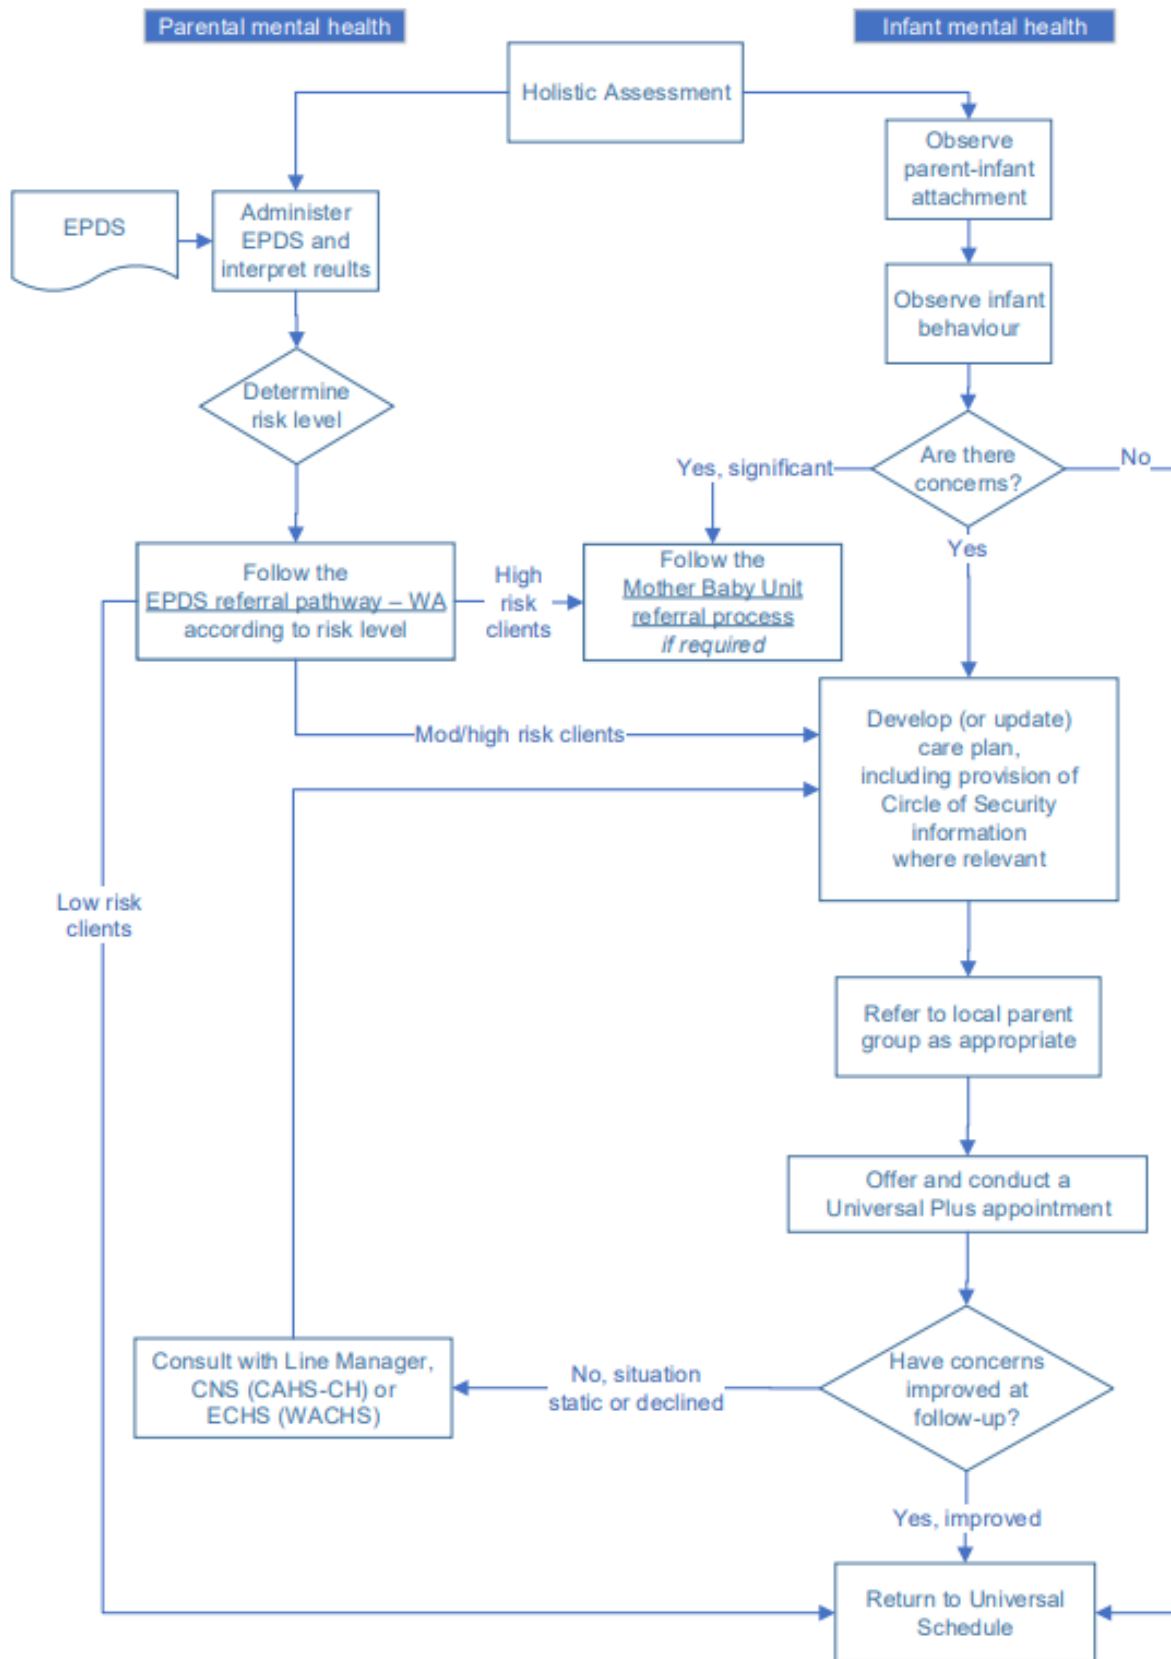 Parental mental health
Infant mental health
Holistic Assessment
Observe
parent-infant
attachment
EPDS
Administer
EPDS and
interpret reults
Observe infant
behaviour
Determine
risk level
Are there
concerns?
Yes, significant
No
Yes
Follow the
EPDS referral pathway – WA
according to risk level
High
risk
clients
Follow the
Mother Baby Unit
referral process
if required
Mod/high risk clients
Develop (or update)
care plan,
including provision of
Circle of Security
information
where relevant
Low risk
clients
Refer to local parent
group as appropriate
Offer and conduct a
Universal Plus appointment
Consult with Line Manager,
CNS (CAHS-CH) or
ECHS (WACHS)
No, situation
static or declined
Have concerns
improved at
follow-up?
Yes, improved
Return to Universal
Schedule